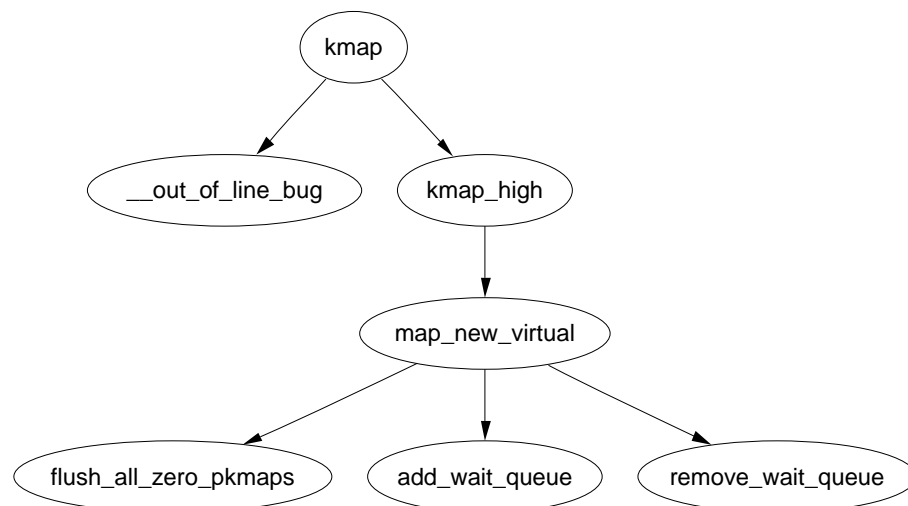 kmap
__out_of_line_bug
kmap_high
map_new_virtual
flush_all_zero_pkmaps
add_wait_queue
remove_wait_queue